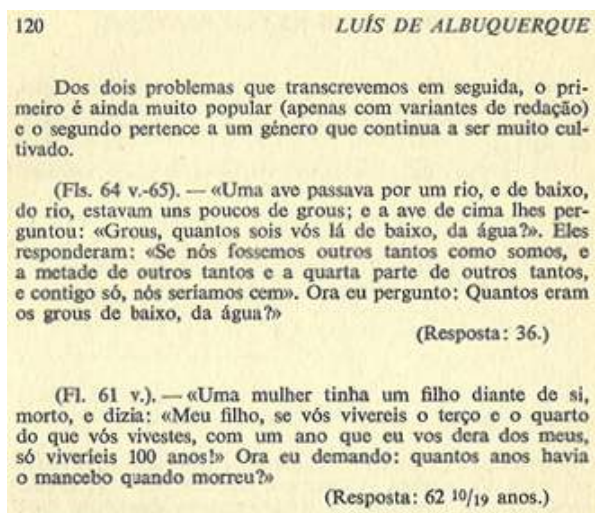 120 LUÍS DE ALBUQUERQUE
Dos dois problemas que transcrevemos em seguida, o pri-
meiro é ainda muito popular (apenas com variantes de redação)
e o segundo pertence a um género que continua a ser muito cul-
tivado.
(Fls. 64 v.-65). — «Uma ave passava por um rio, e de baixo,
do rio, estavam uns poucos de grous; e a ave de cima lhes per-
guntou: «Grous, quantos sois vós lá de baixo, da água?». Eles
responderam: «Se nós fossemos outros tantos como somos, e
a metade de outros tantos e a quarta parte de outros tantos,
e contigo só, nós seríamos cem». Ora eu pergunto: Quantos eram
os grous de baixo, da água?»
(Resposta: 36.)
(Fl. 61 v.). — «Uma mulher tinha um filho diante de si,
morto, e dizia: «Meu filho, se vós vivereis o terço e o quarto
do que vós vivestes, com um ano que eu vos dera dos meus,
só viveríeis 100 anos!» Ora eu demando: quantos anos havia
o mancebo quando morreu?»
(Resposta: 62 10/19 anos.)